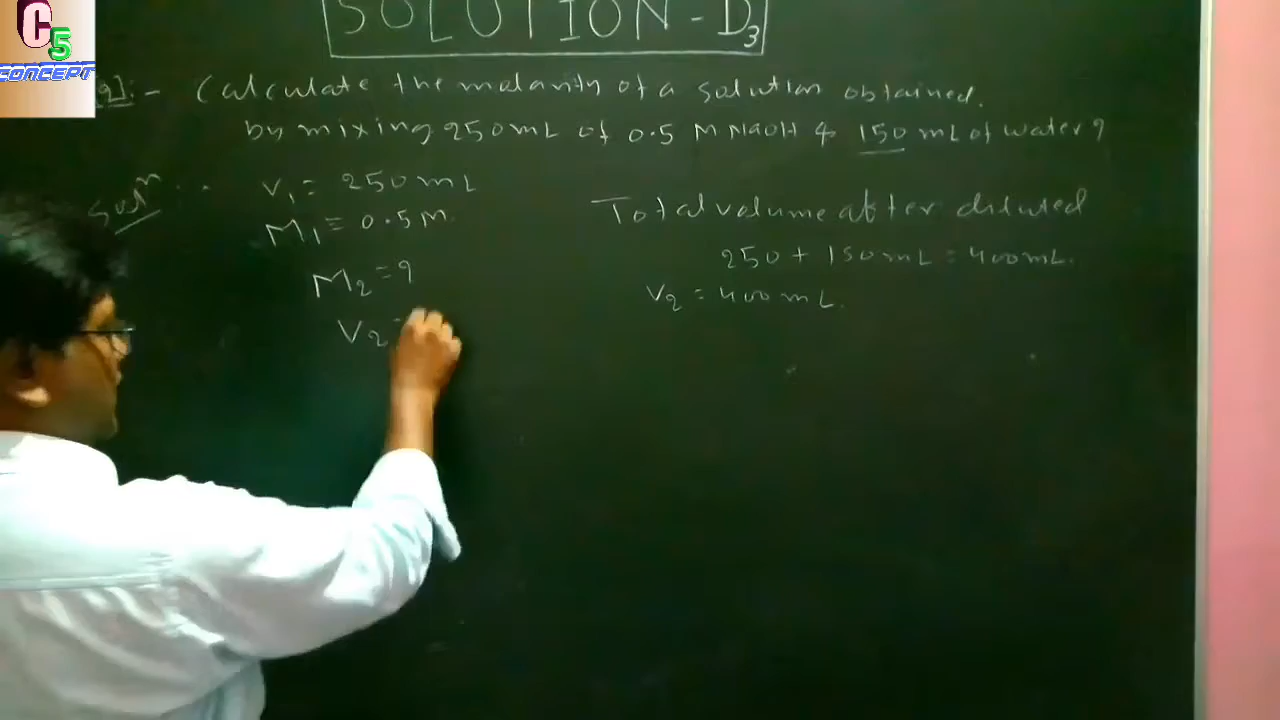 C5
CONCEPT
SOLUTION - D3
Q]:- Calculate the molarity of a solution obtained.
by mixing 250 mL of 0.5 M NaOH & 150 mL of water ?
Solⁿ ..
V1 = 250 mL
M1 = 0.5 M.
M2 = ?
V2 =
Total volume after diluted
250 + 150 mL = 400 mL.
V2 = 400 mL.